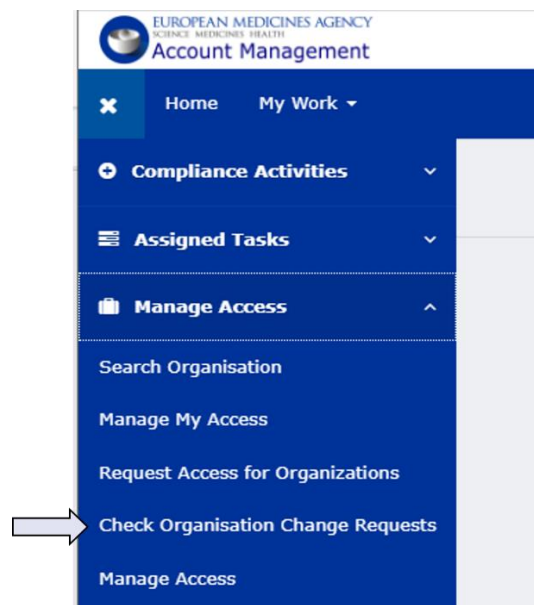 EUROPEAN MEDICINES AGENCY
SCIENCE MEDICINES HEALTH
Account Management
Home My Work
Compliance Activities
Assigned Tasks
Manage Access
Search Organisation
Manage My Access
Request Access for Organizations
Check Organisation Change Requests
Manage Access